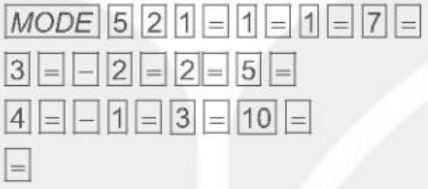 MODE 5 2 1 = 1 = 1 = 7 =
3 = - 2 = 2 = 5 =
4 = - 1 = 3 = 10 =
=